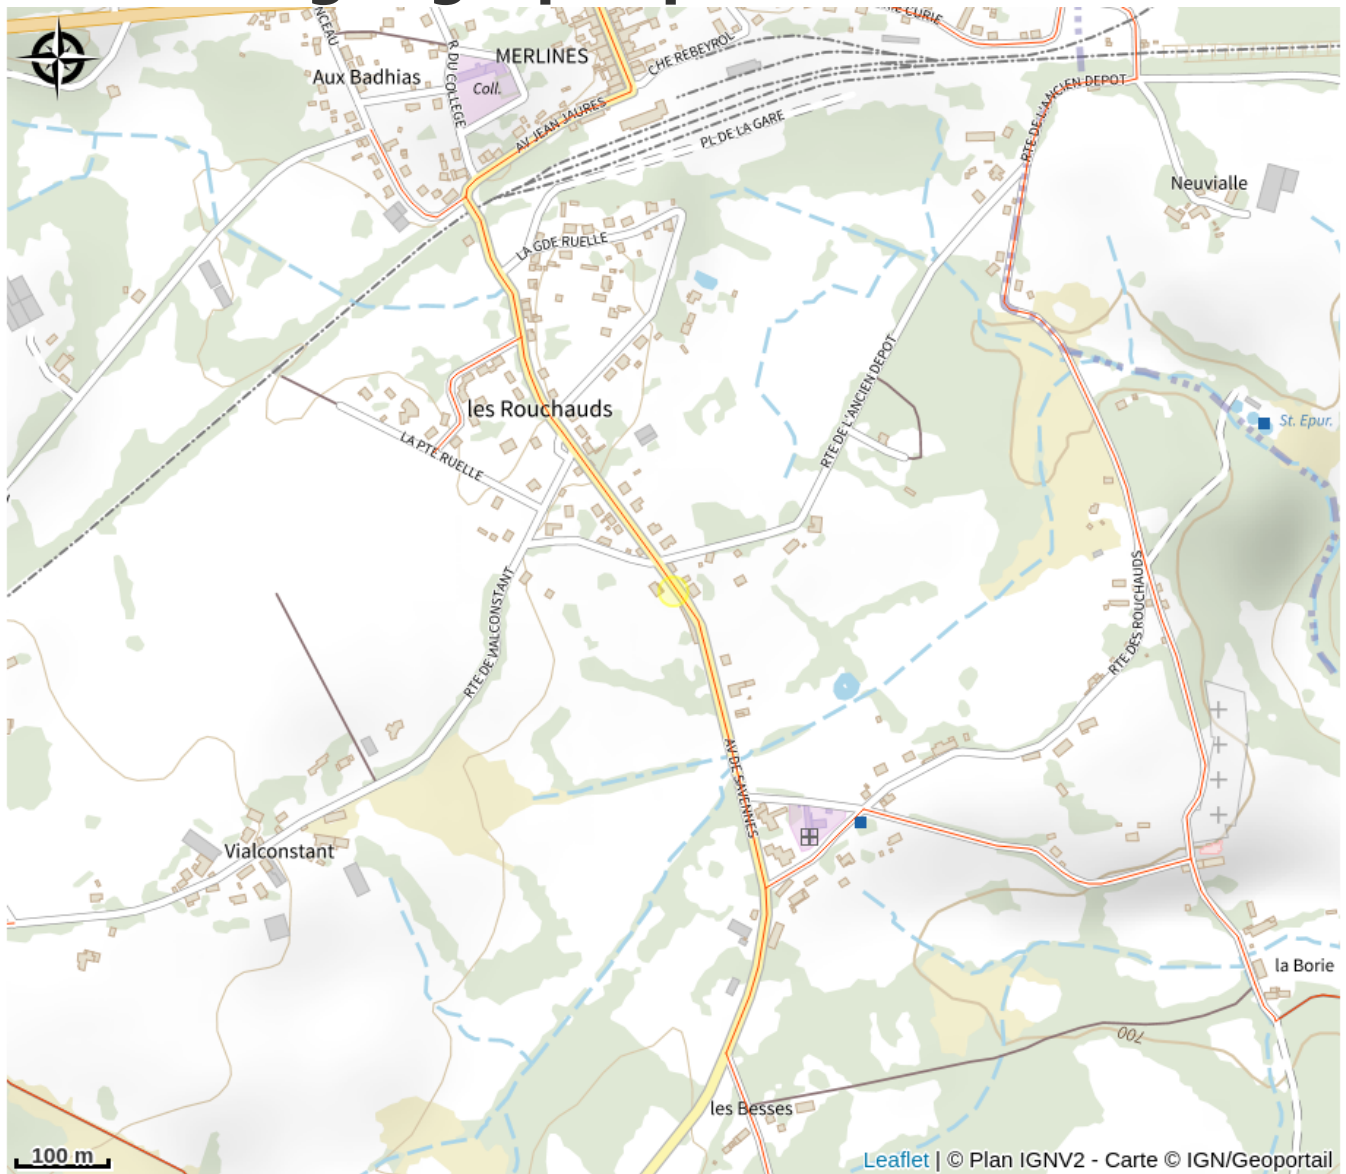 MERLINES
CHE REBEYROL
Aux Badhias
R DU COLLEGE
Coll.
AV JEAN JAURES
PL DE LA GARE
RTE DE L'ANCIEN DEPOT
Neuvialle
LA GDE RUELLE
RTE DE L'ANCIEN DEPOT
les Rouchauds
St. Epur.
LA PTE RUELLE
RTE DE VIALCONSTANT
RTE DES ROUCHAUDS
AV DE SAVENNES
Vialconstant
la Borie
700
les Besses
100 m
Leaflet | © Plan IGNV2 - Carte © IGN/Geoportail